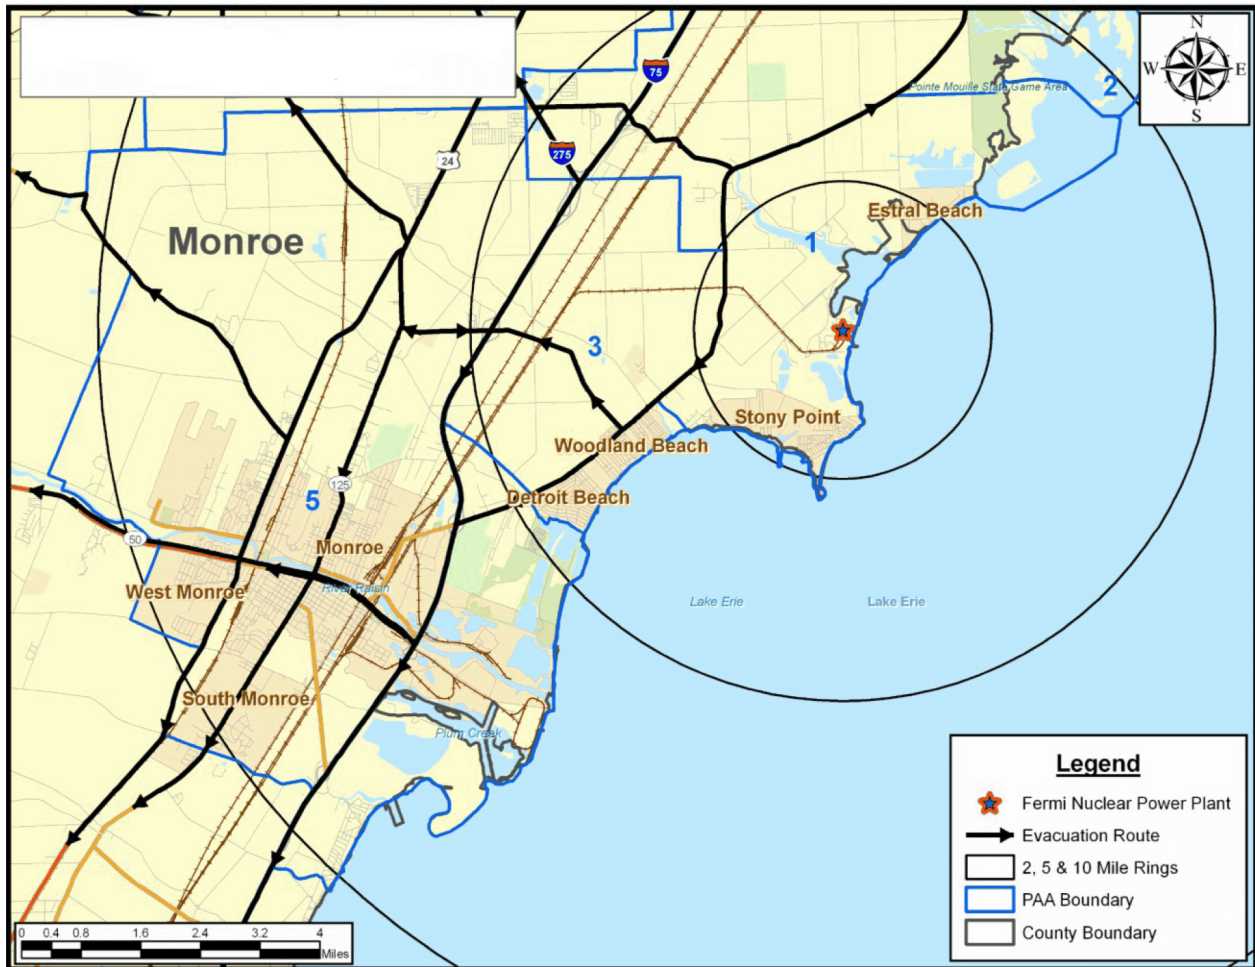 N
W E
S
75
Pointe Mouille State Game Area
2
24
275
Estral Beach
1
Monroe
3
Stony Point
Woodland Beach
125
5
Detroit Beach
50
Monroe
West Monroe
River Raisin
Lake Erie
Lake Erie
South Monroe
Plum Creek
Legend
Fermi Nuclear Power Plant
Evacuation Route
2, 5 & 10 Mile Rings
PAA Boundary
County Boundary
0 0.4 0.8 1.6 2.4 3.2 4
Miles